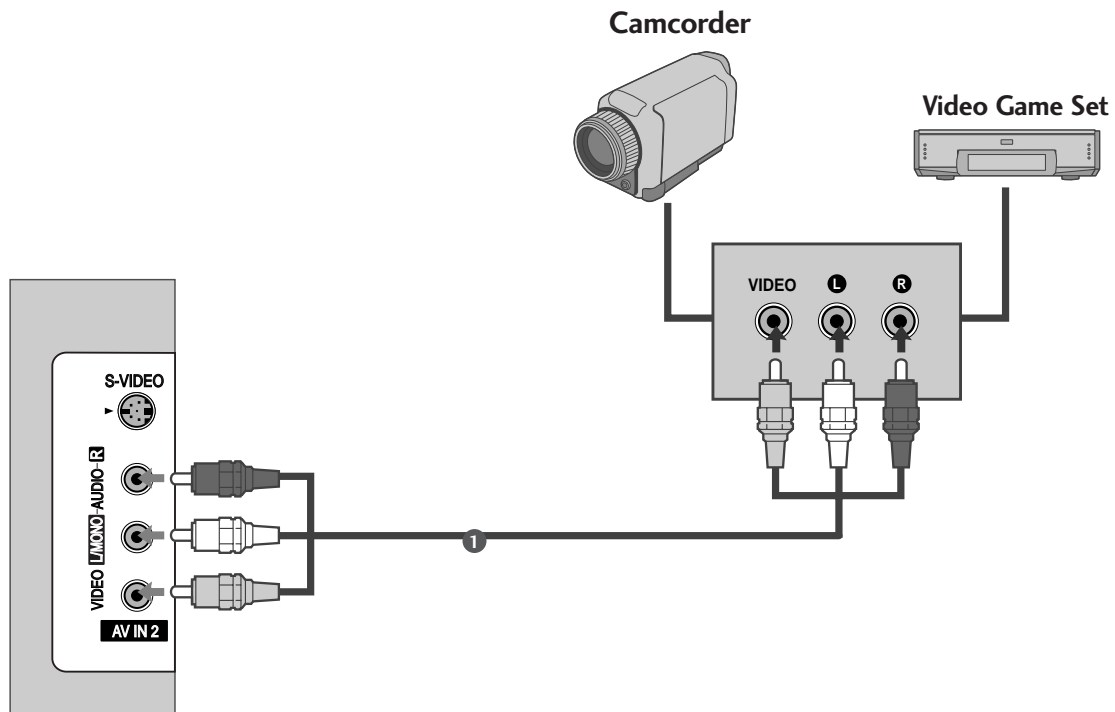 Camcorder
Video Game Set
VIDEO L R
S-VIDEO
VIDEO L/MONO-AUDIO-R
1
AV IN 2